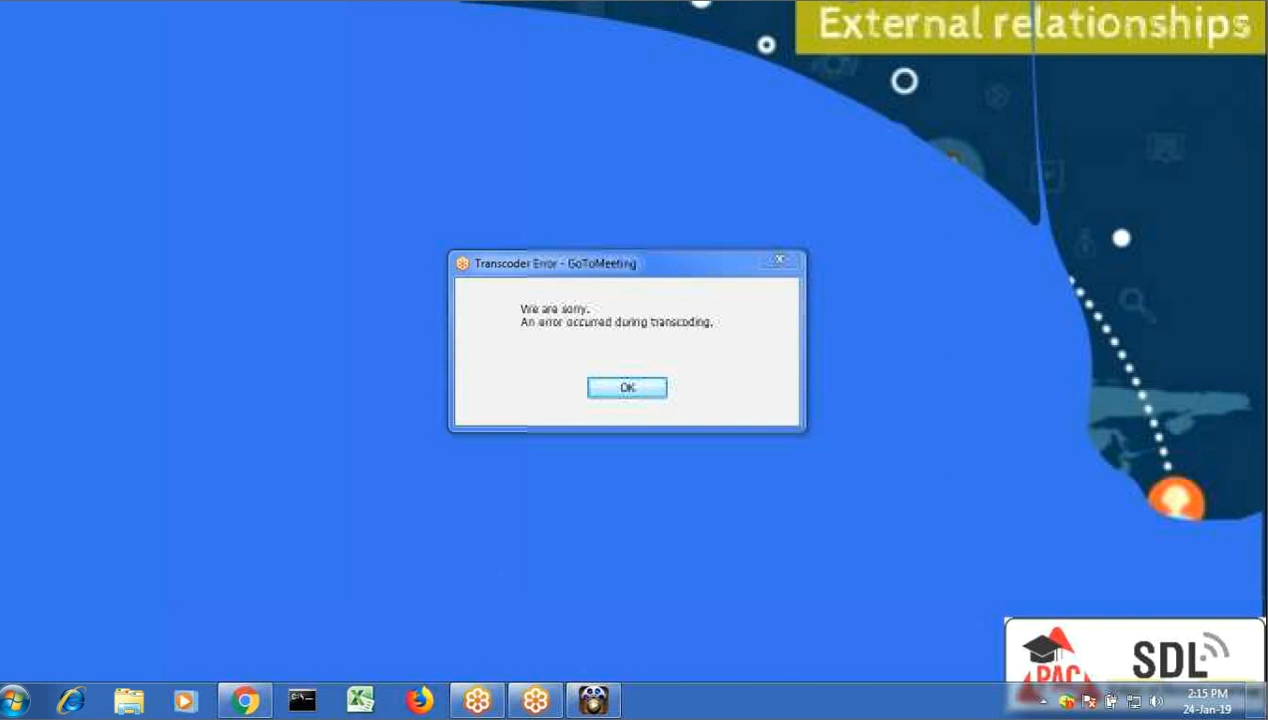 External relationships
Transcoder Error - GoToMeeting
We are sorry.
An error occurred during transcoding.
OK
SDL
PAC
2:15 PM
24-Jan-19